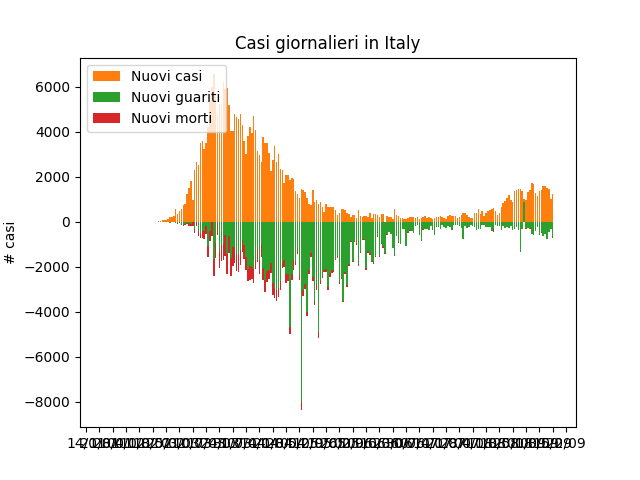 Casi giornalieri in Italy
Nuovi casi
Nuovi guariti
Nuovi morti
6000
4000
2000
0
−2000
−4000
−6000
−8000
# casi